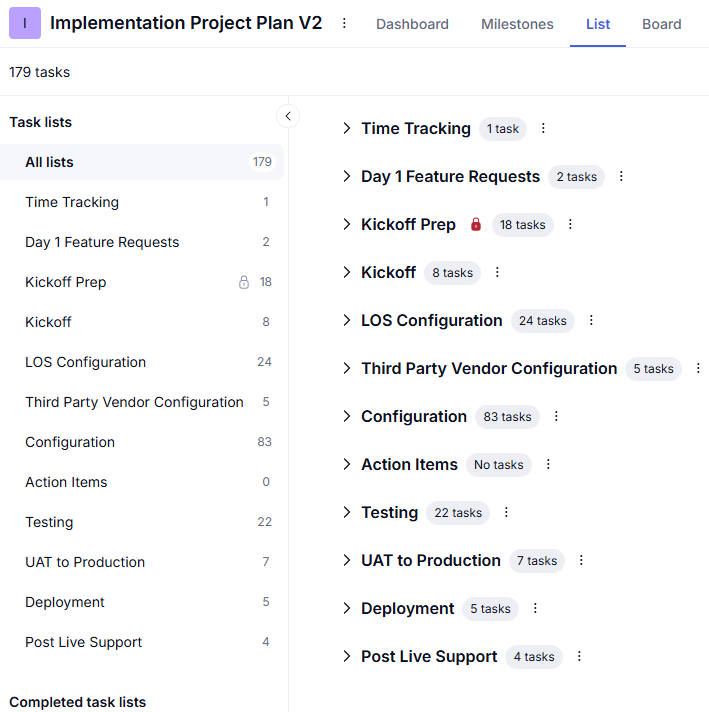 I Implementation Project Plan V2 Dashboard Milestones List Board
179 tasks
Task lists
All lists 179
Time Tracking 1
Day 1 Feature Requests 2
Kickoff Prep 18
Kickoff 8
LOS Configuration 24
Third Party Vendor Configuration 5
Configuration 83
Action Items 0
Testing 22
UAT to Production 7
Deployment 5
Post Live Support 4
Completed task lists
Time Tracking 1 task
Day 1 Feature Requests 2 tasks
Kickoff Prep 18 tasks
Kickoff 8 tasks
LOS Configuration 24 tasks
Third Party Vendor Configuration 5 tasks
Configuration 83 tasks
Action Items No tasks
Testing 22 tasks
UAT to Production 7 tasks
Deployment 5 tasks
Post Live Support 4 tasks